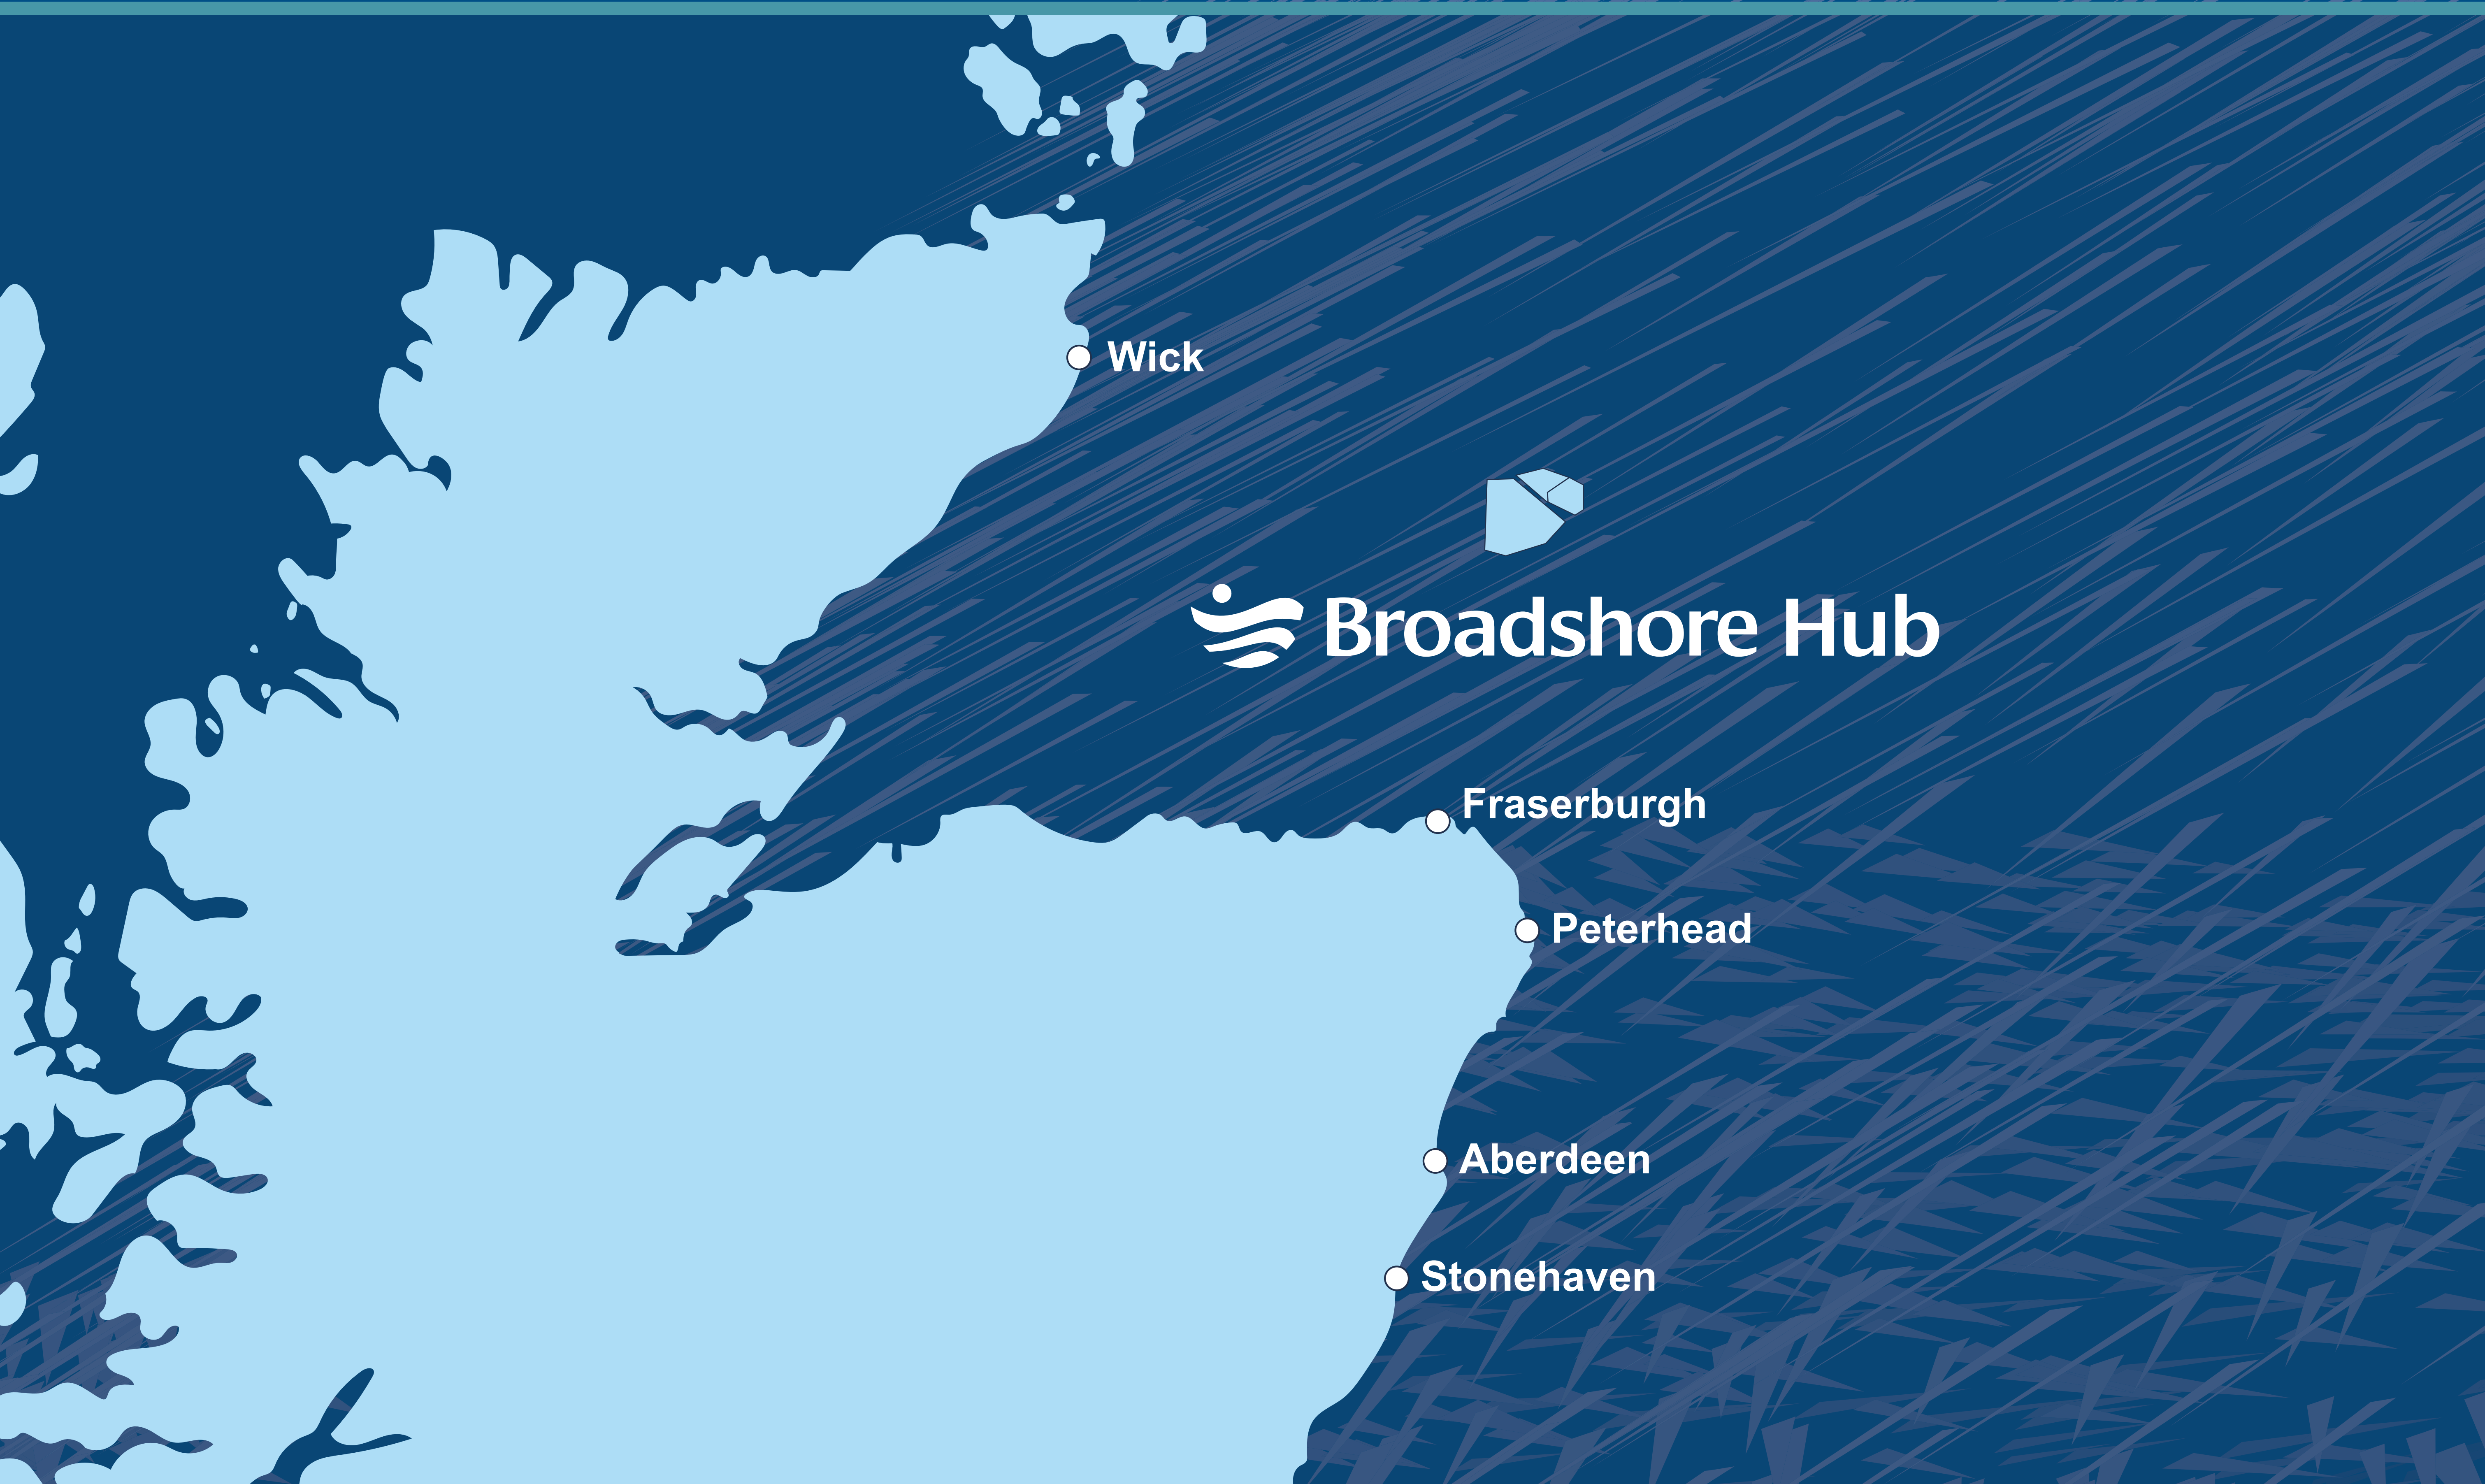 Wick
Broadshore Hub
Fraserburgh
Peterhead
Aberdeen
Stonehaven